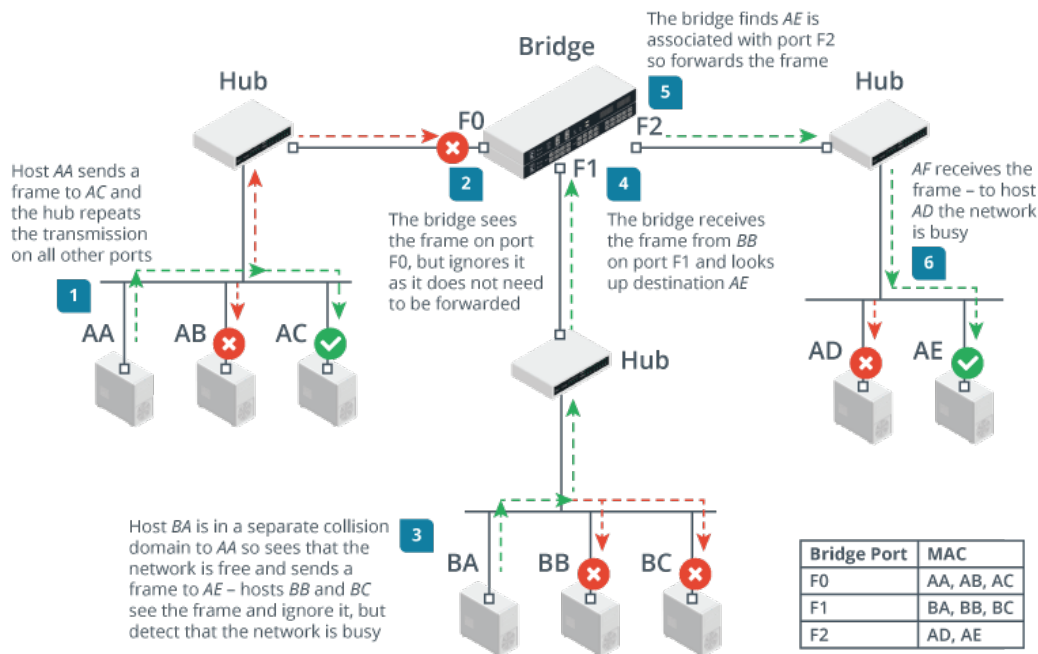 The bridge finds AE is
associated with port F2
so forwards the frame
5
Bridge
Hub
Hub
F0
F2
F1
Host AA sends a
frame to AC and
the hub repeats
the transmission
on all other ports
1
2
The bridge sees
the frame on port
F0, but ignores it
as it does not need
to be forwarded
4
The bridge receives
the frame from BB
on port F1 and looks
up destination AE
AF receives the
frame – to host
AD the network
is busy
6
AA
AB
AC
Hub
AD
AE
Host BA is in a separate collision
domain to AA so sees that the
network is free and sends a
frame to AE – hosts BB and BC
see the frame and ignore it, but
detect that the network is busy
3
BA
BB
BC
Bridge Port MAC
F0 AA, AB, AC
F1 BA, BB, BC
F2 AD, AE